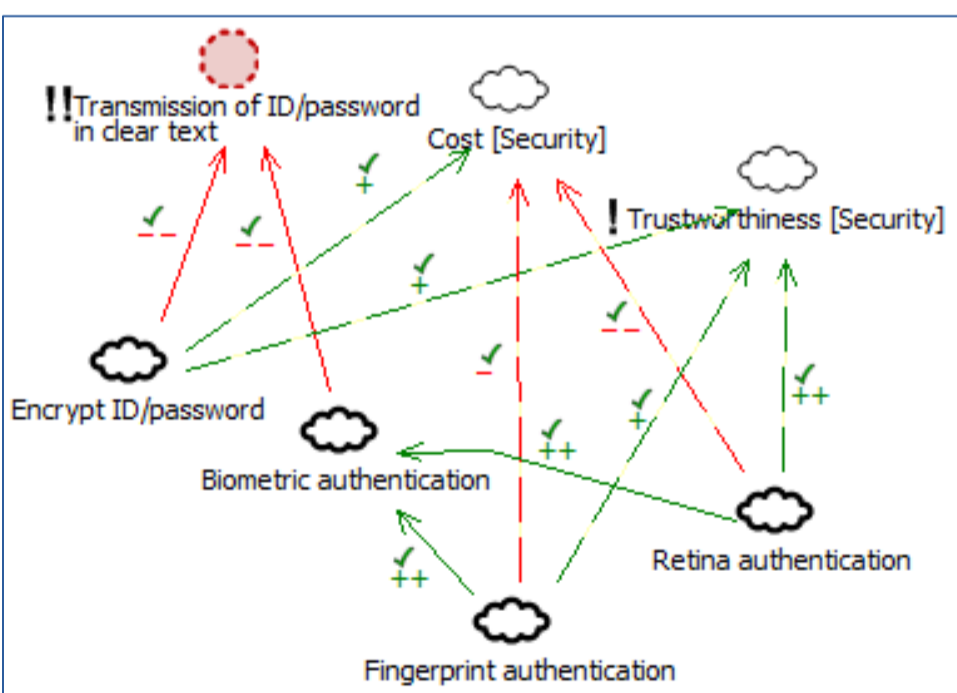 !!Transmission of ID/password
in clear text
Cost [Security]
! Trustworthiness [Security]
+
--
--
+
--
-
+
++
++
Encrypt ID/password
Biometric authentication
++
Retina authentication
Fingerprint authentication